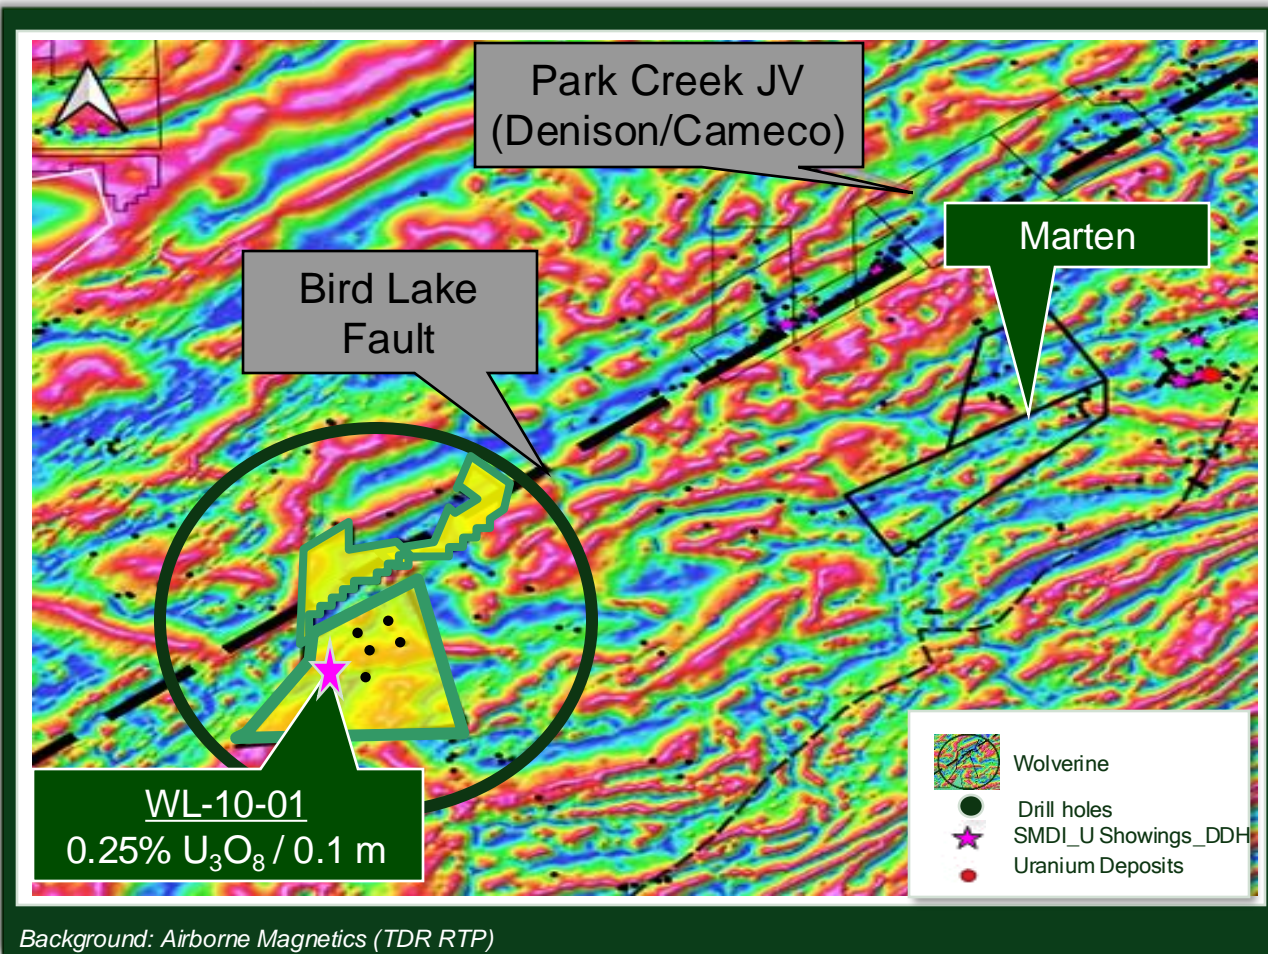 Park Creek JV
(Denison/Cameco)
Marten
Bird Lake
Fault
WL-10-01
0.25% U₃O₈ / 0.1 m
Wolverine
Drill holes
SMDI_U Showings_DDH
Uranium Deposits
Background: Airborne Magnetics (TDR RTP)